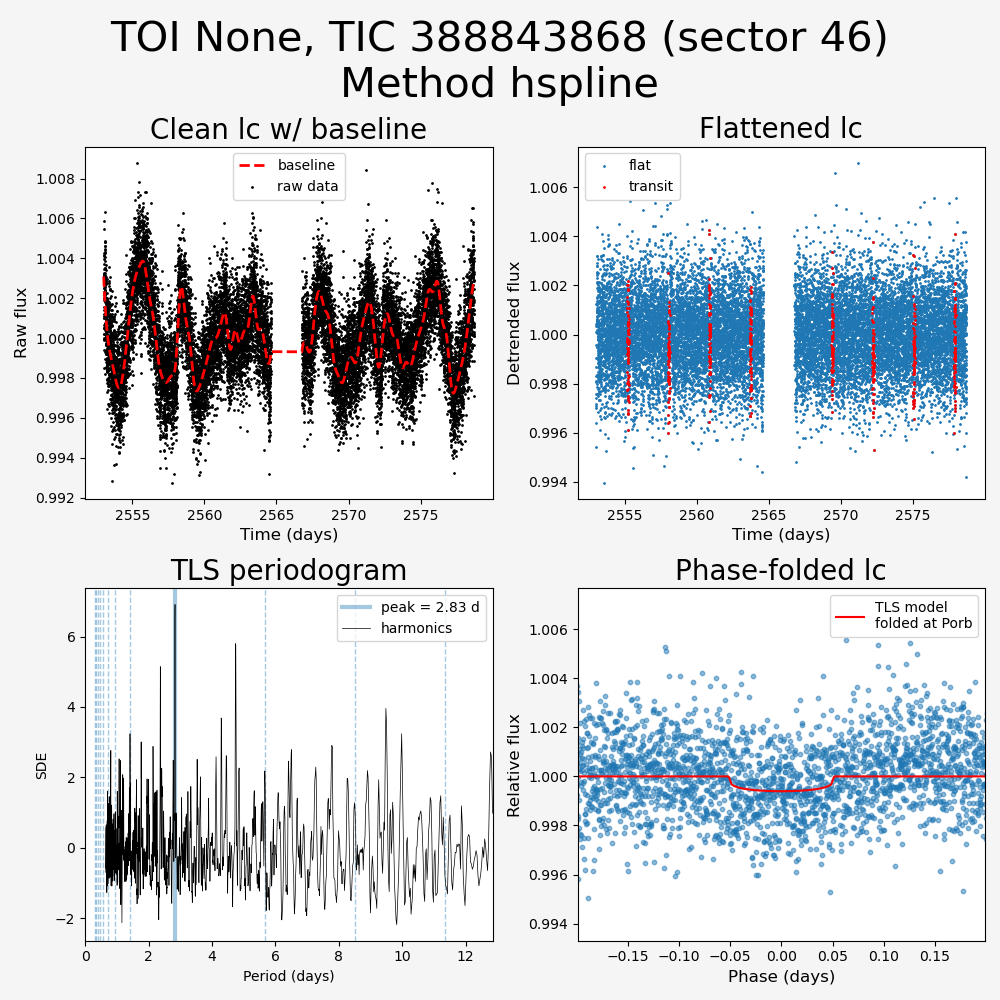 TOI None, TIC 388843868 (sector 46)
Method hspline
Clean lc w/ baseline
baseline
raw data
Raw flux
1.008
1.006
1.004
1.002
1.000
0.998
0.996
0.994
0.992
2555
2560
2565
2570
2575
Time (days)
Flattened lc
flat
transit
Detrended flux
1.006
1.004
1.002
1.000
0.998
0.996
0.994
2555
2560
2565
2570
2575
Time (days)
TLS periodogram
peak = 2.83 d
harmonics
SDE
6
4
2
0
−2
0
2
4
6
8
10
12
Period (days)
Phase-folded lc
TLS model
folded at Porb
Relative flux
1.006
1.004
1.002
1.000
0.998
0.996
0.994
−0.15
−0.10
−0.05
0.00
0.05
0.10
0.15
Phase (days)